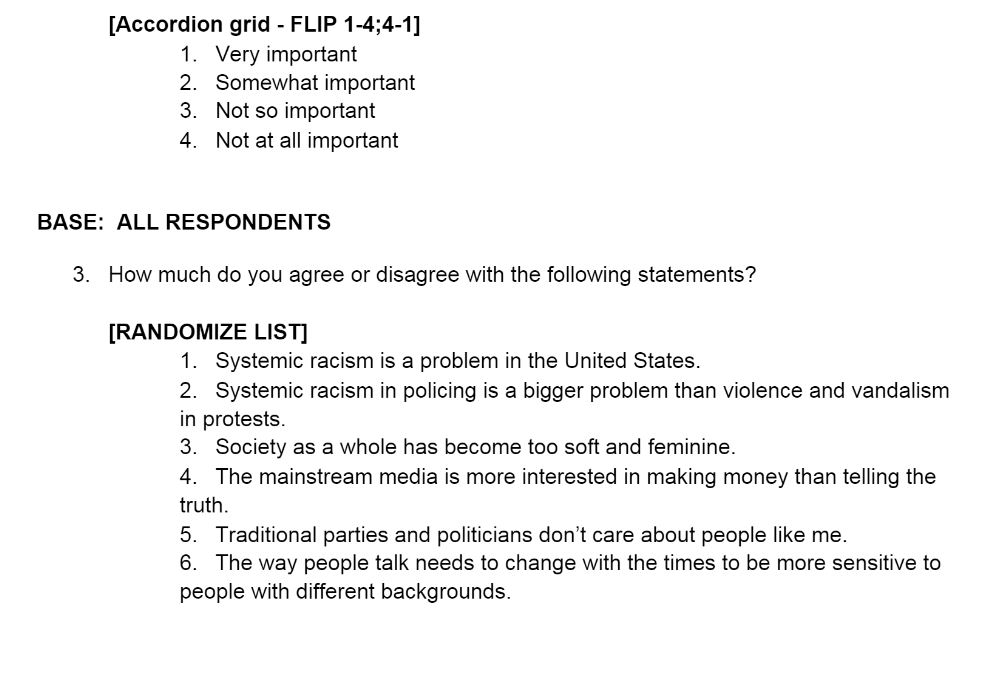 [Accordion grid - FLIP 1-4;4-1]
1. Very important
2. Somewhat important
3. Not so important
4. Not at all important
BASE: ALL RESPONDENTS
3. How much do you agree or disagree with the following statements?
[RANDOMIZE LIST]
1. Systemic racism is a problem in the United States.
2. Systemic racism in policing is a bigger problem than violence and vandalism
in protests.
3. Society as a whole has become too soft and feminine.
4. The mainstream media is more interested in making money than telling the
truth.
5. Traditional parties and politicians don’t care about people like me.
6. The way people talk needs to change with the times to be more sensitive to
people with different backgrounds.